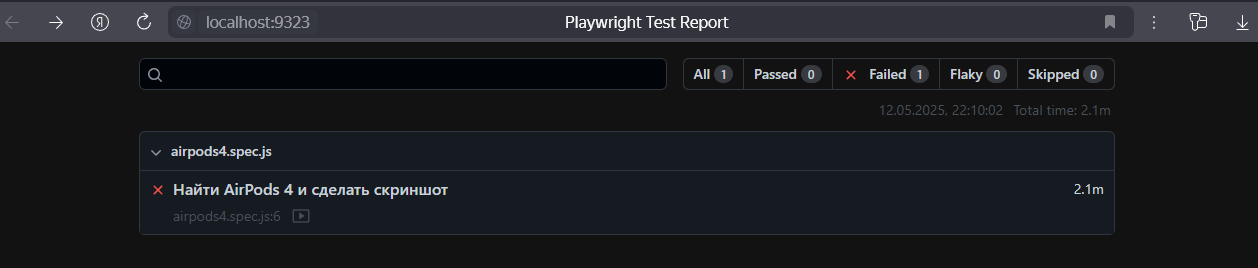 localhost:9323 Playwright Test Report
All 1 Passed 0 Failed 1 Flaky 0 Skipped 0
12.05.2025, 22:10:02 Total time: 2.1m
airpods4.spec.js
Найти AirPods 4 и сделать скриншот 2.1m
airpods4.spec.js:6